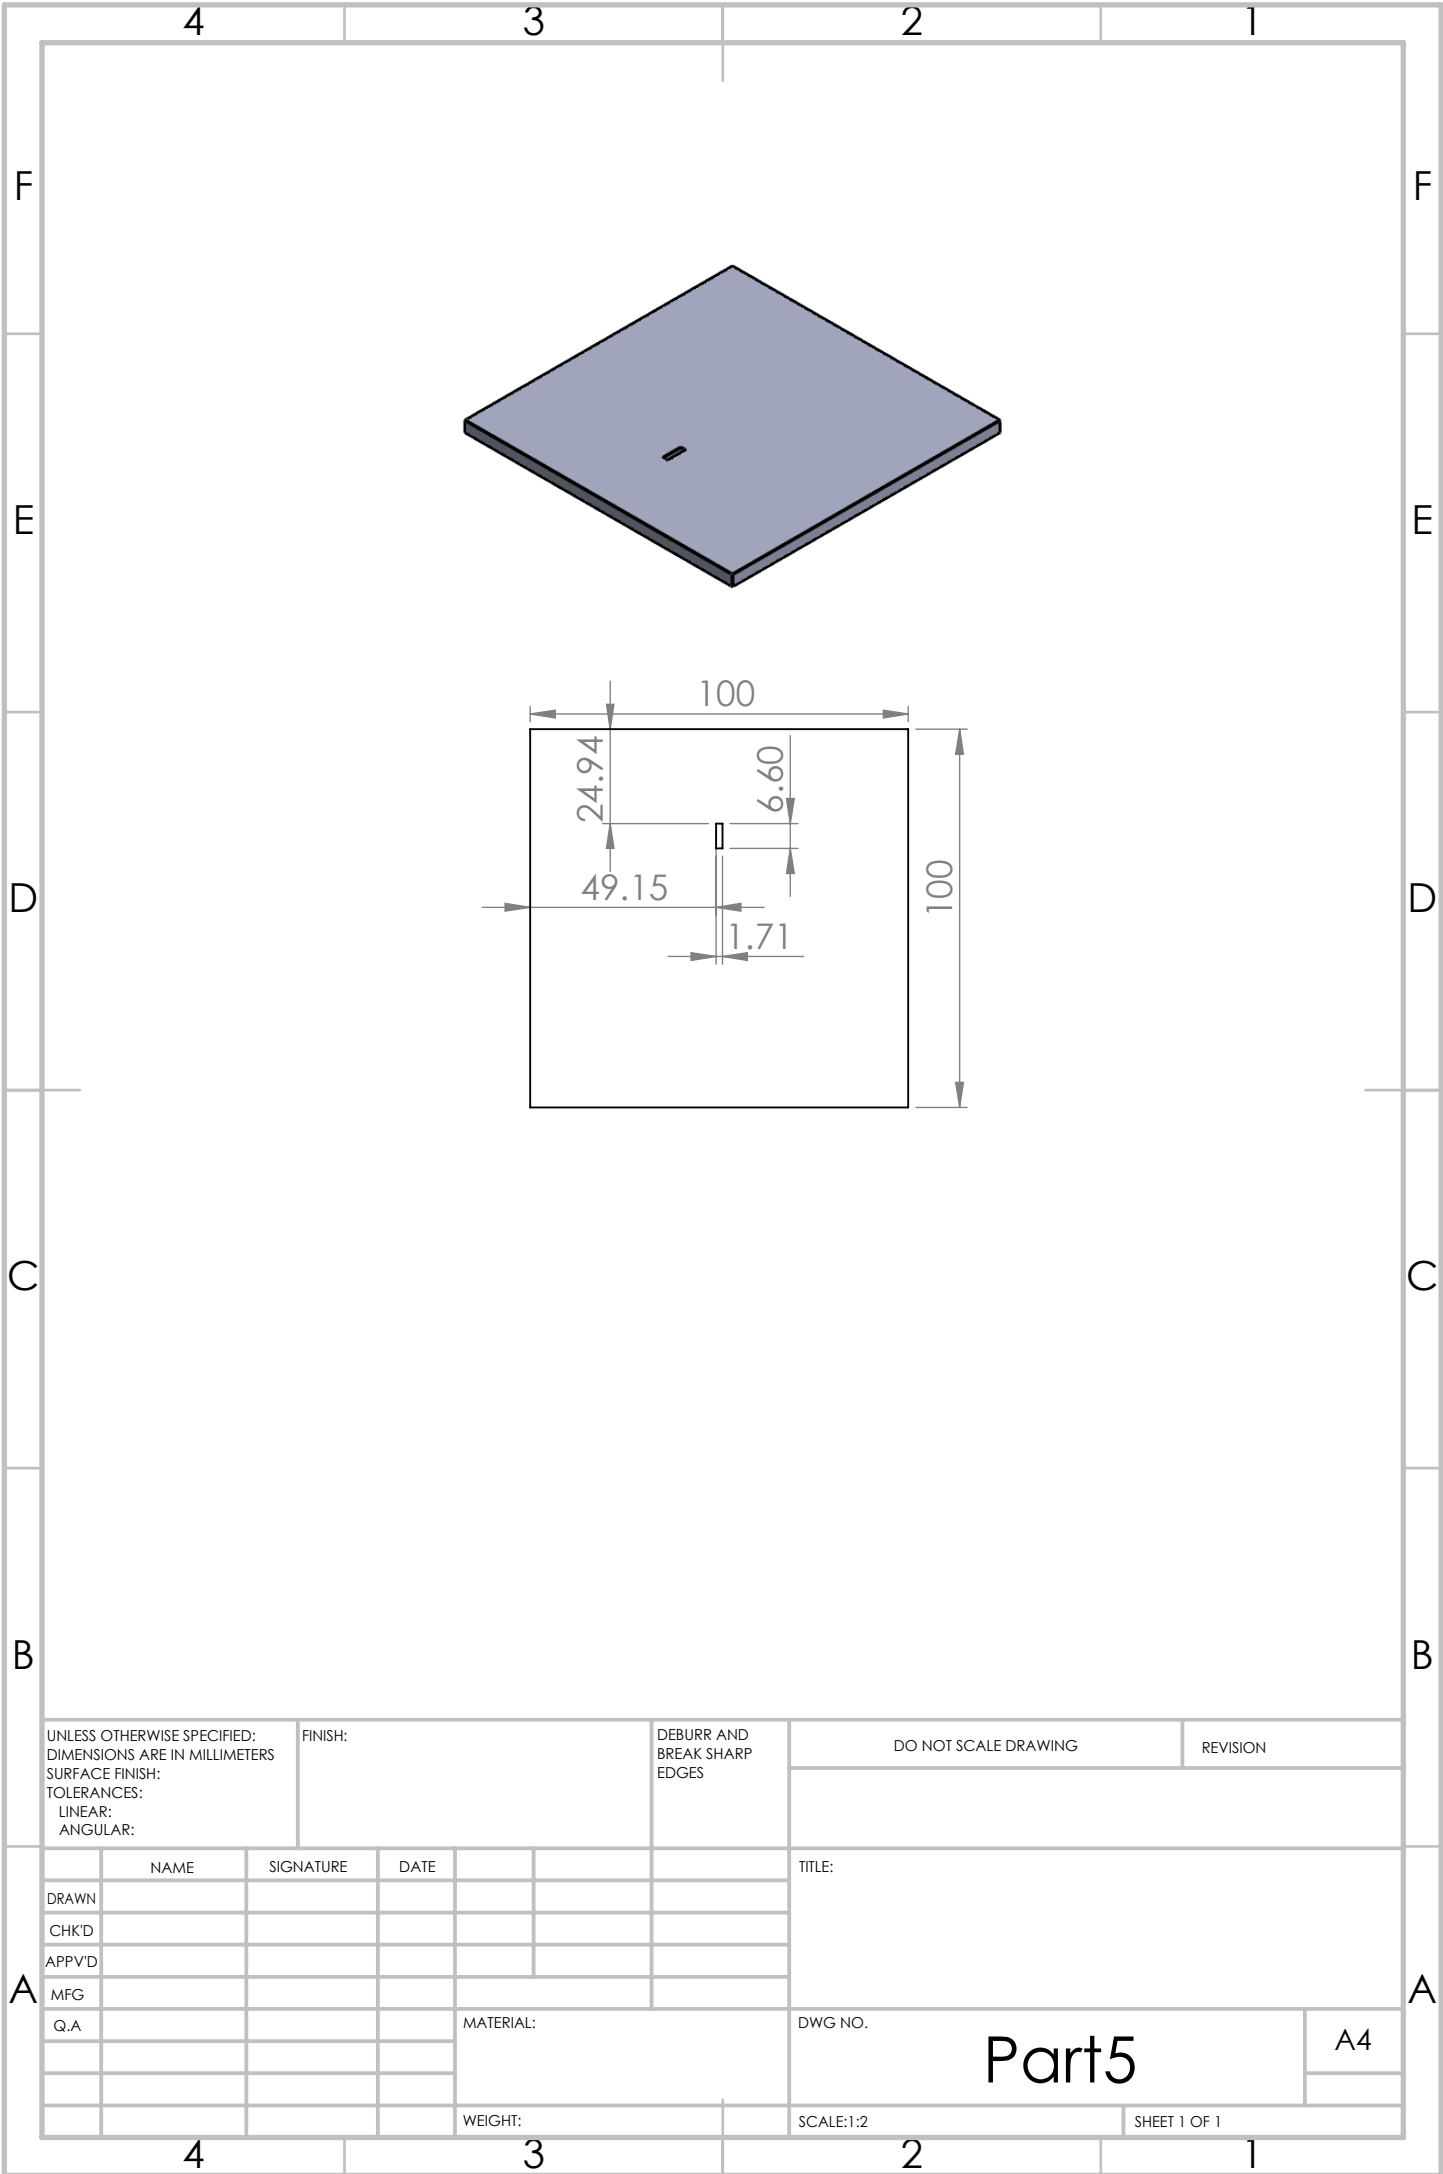 4 3 2 1
F F
E E
100
24.94
6.60
49.15
100
D D
1.71
C C
B B
UNLESS OTHERWISE SPECIFIED:
DIMENSIONS ARE IN MILLIMETERS
SURFACE FINISH:
TOLERANCES:
LINEAR:
ANGULAR:
FINISH:
DEBURR AND
BREAK SHARP
EDGES
DO NOT SCALE DRAWING
REVISION
NAME SIGNATURE DATE
TITLE:
DRAWN
CHK'D
APPV'D
A A
MFG
Q.A
MATERIAL:
DWG NO.
Part5
A4
WEIGHT:
SCALE:1:2
SHEET 1 OF 1
4 3 2 1